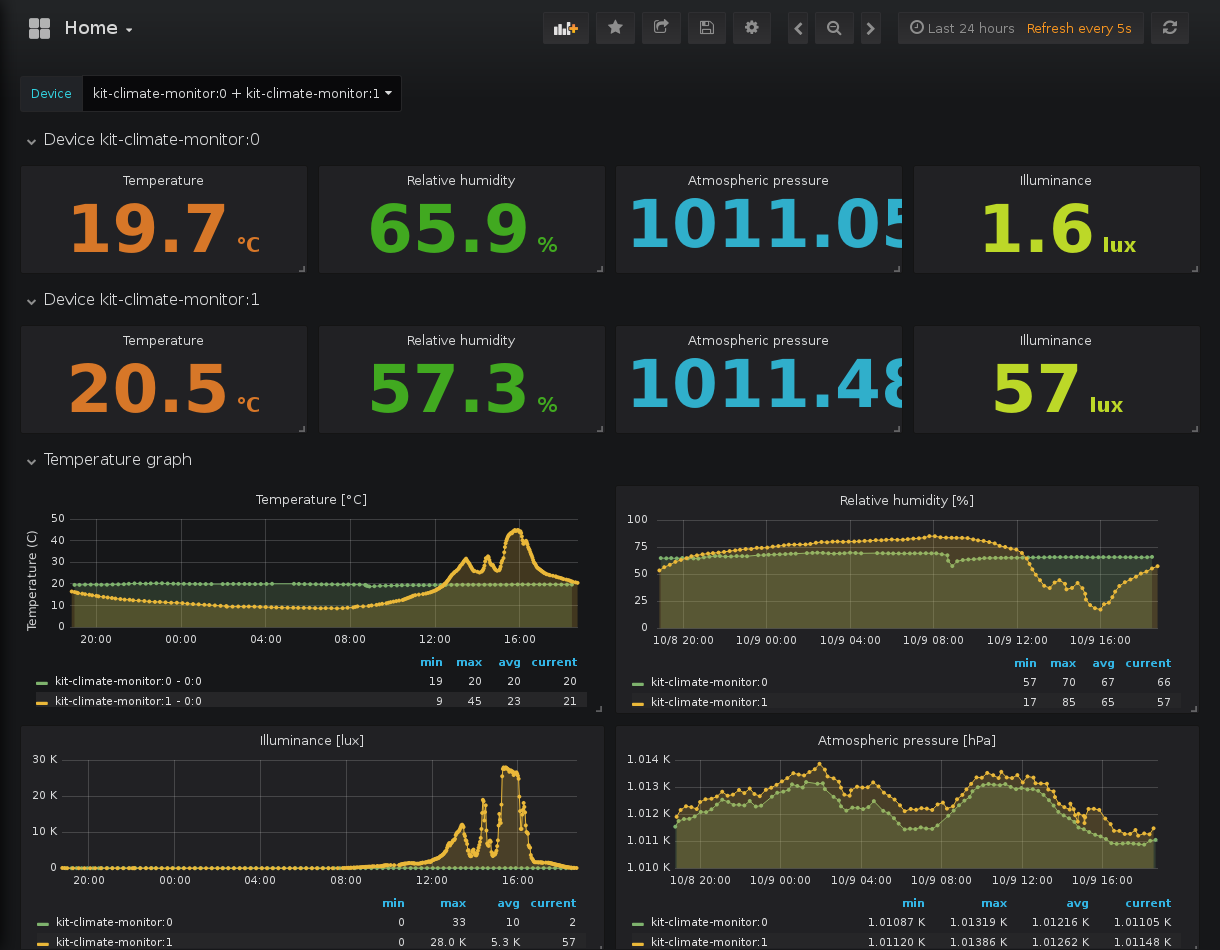 Home
Last 24 hours Refresh every 5s
Device kit-climate-monitor:0 + kit-climate-monitor:1
Device kit-climate-monitor:0
Temperature Relative humidity Atmospheric pressure Illuminance
19.7 °C 65.9 % 1011.05 1.6 lux
Device kit-climate-monitor:1
Temperature Relative humidity Atmospheric pressure Illuminance
20.5 °C 57.3 % 1011.48 57 lux
Temperature graph
Temperature [°C]
Temperature (C)
50
40
30
20
10
0
20:00 00:00 04:00 08:00 12:00 16:00
min max avg current
kit-climate-monitor:0 - 0:0 19 20 20 20
kit-climate-monitor:1 - 0:0 9 45 23 21
Relative humidity [%]
100
75
50
25
0
10/8 20:00 10/9 00:00 10/9 04:00 10/9 08:00 10/9 12:00 10/9 16:00
min max avg current
kit-climate-monitor:0 57 70 67 66
kit-climate-monitor:1 17 85 65 57
Illuminance [lux]
30 K
20 K
10 K
0
20:00 00:00 04:00 08:00 12:00 16:00
min max avg current
kit-climate-monitor:0 0 33 10 2
kit-climate-monitor:1 0 28.0 K 5.3 K 57
Atmospheric pressure [hPa]
1.014 K
1.013 K
1.012 K
1.011 K
1.010 K
10/8 20:00 10/9 00:00 10/9 04:00 10/9 08:00 10/9 12:00 10/9 16:00
min max avg current
kit-climate-monitor:0 1.01087 K 1.01319 K 1.01216 K 1.01105 K
kit-climate-monitor:1 1.01120 K 1.01386 K 1.01262 K 1.01148 K